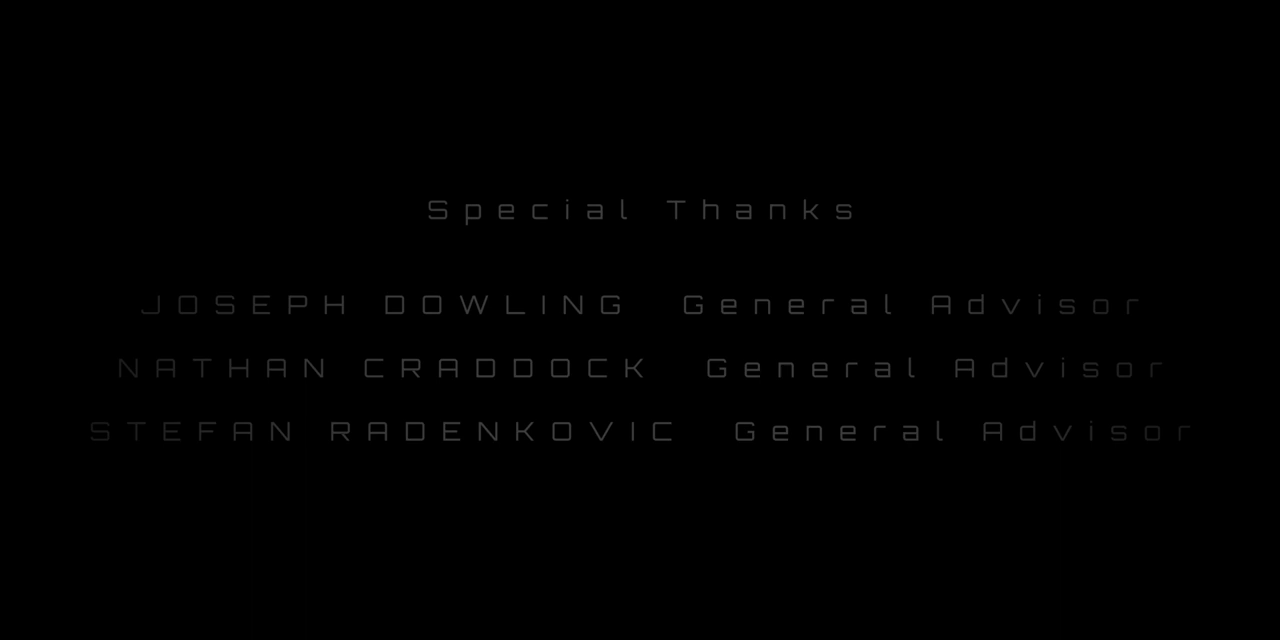 Special Thanks
JOSEPH DOWLING General Advisor
NATHAN CRADDOCK General Advisor
STEFAN RADENKOVIC General Advisor